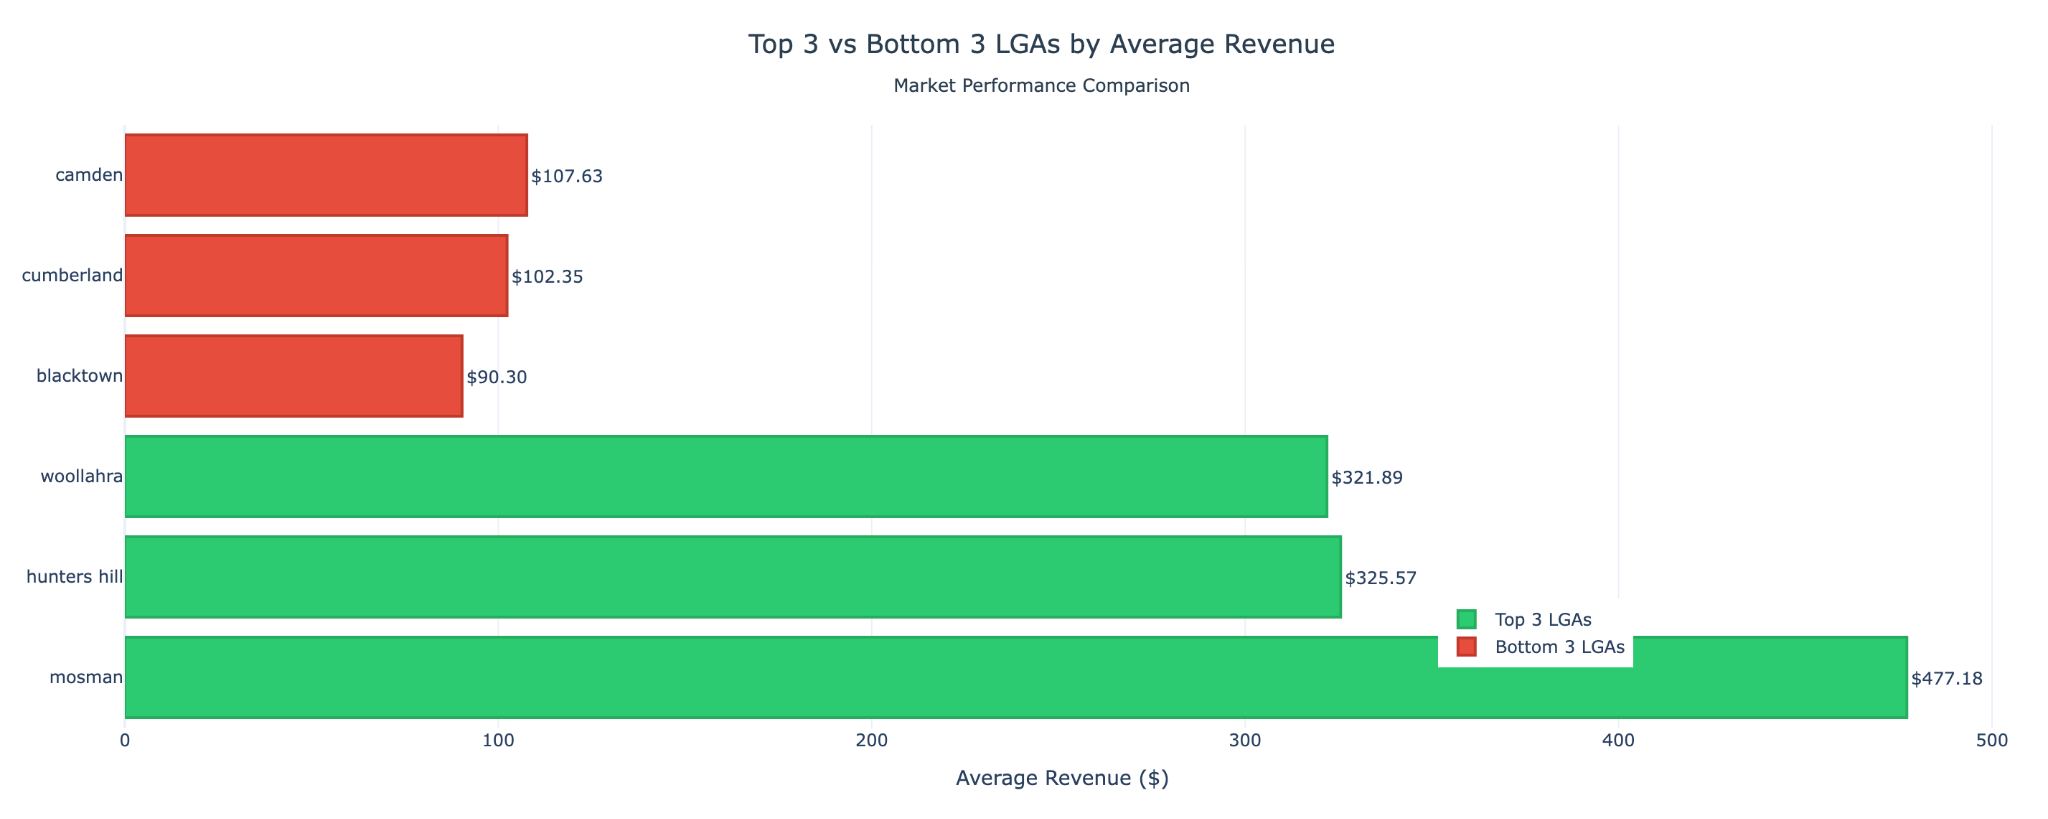 Top 3 vs Bottom 3 LGAs by Average Revenue
Market Performance Comparison
camden
$107.63
cumberland
$102.35
blacktown
$90.30
woollahra
$321.89
hunters hill
$325.57
Top 3 LGAs
Bottom 3 LGAs
mosman
$477.18
0 100 200 300 400 500
Average Revenue ($)